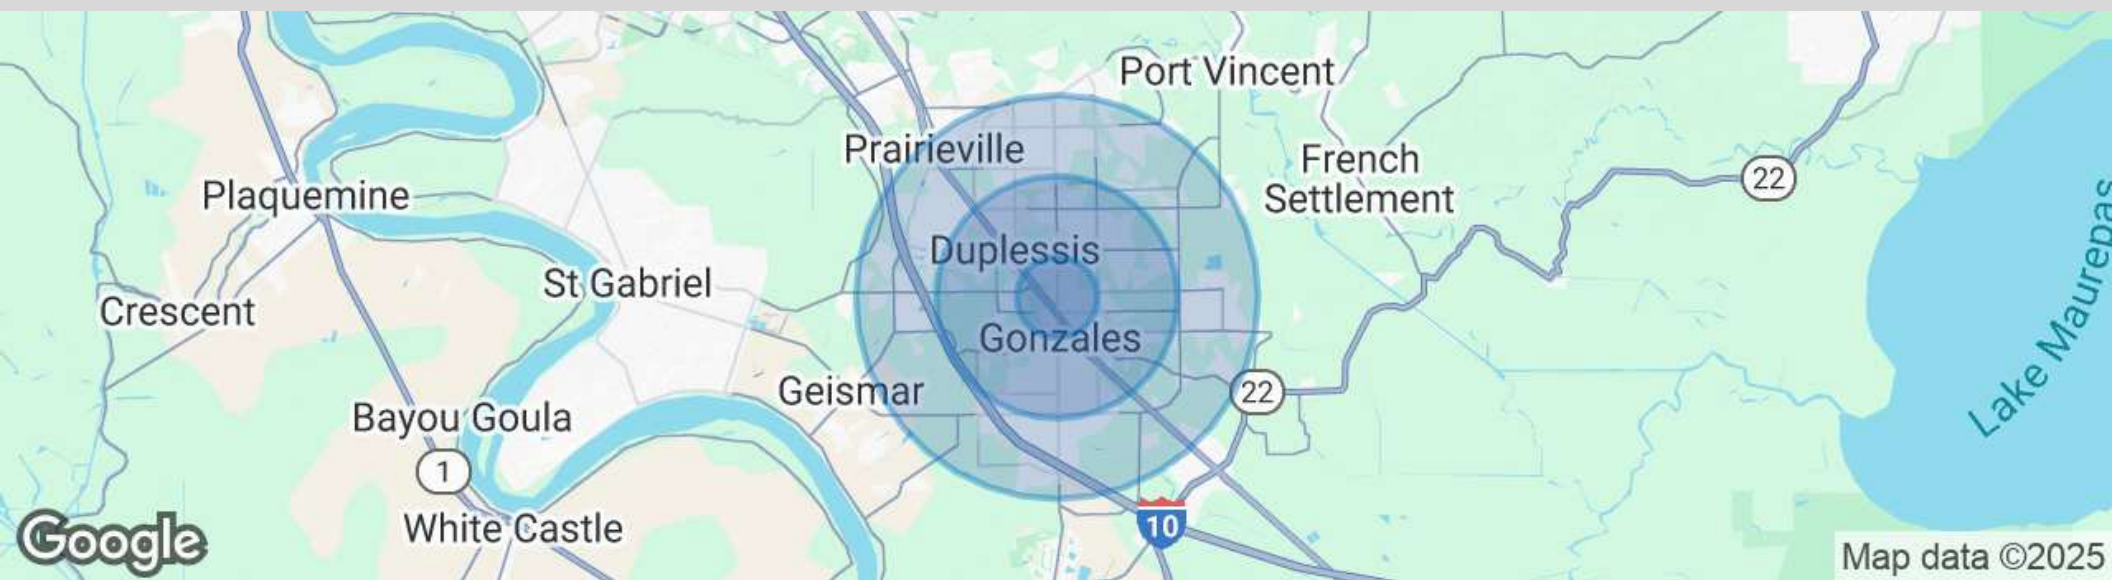 Port Vincent
Prairieville
French
Settlement
22
Plaquemine
Duplessis
St Gabriel
Crescent
Gonzales
Lake Maurepas
Geismar
22
Bayou Goula
1
White Castle
10
Google
Map data ©2025